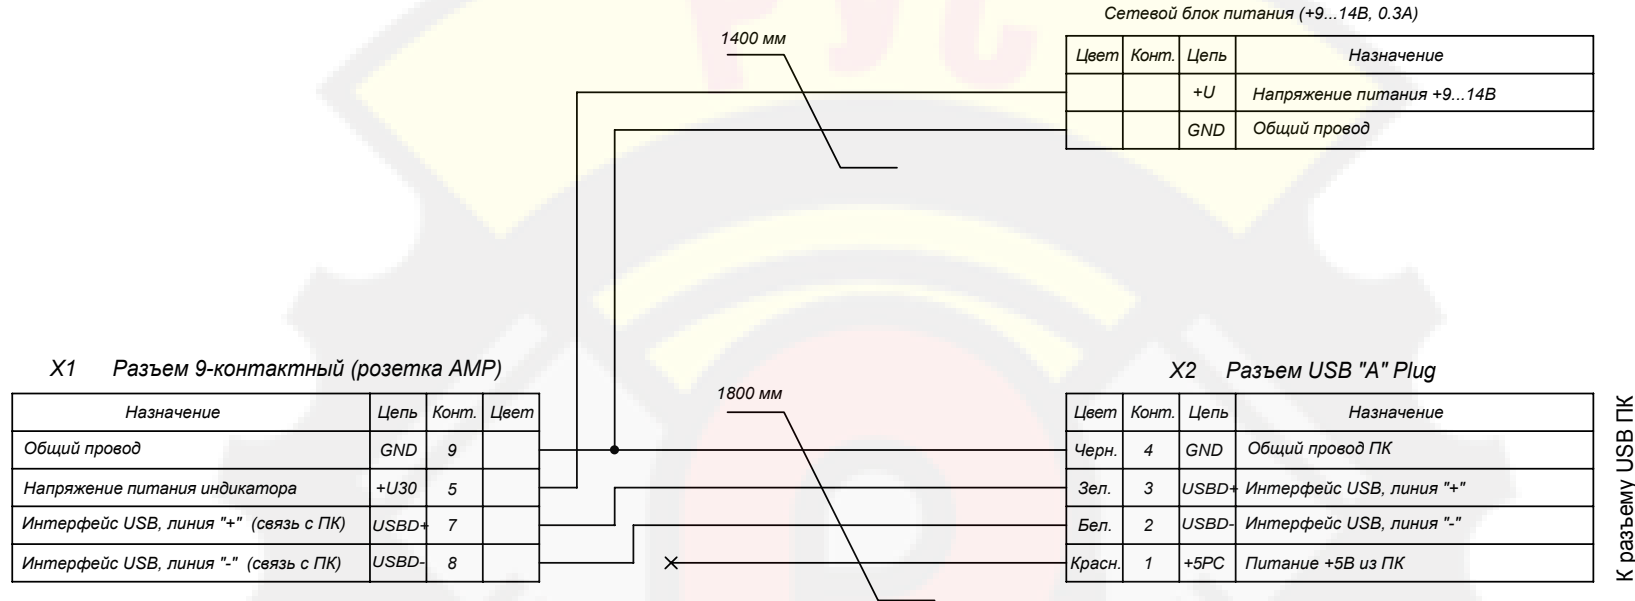 РУС
Сетевой блок питания (+9...14В, 0.3А)
1400 мм
Цвет Конт. Цепь Назначение
+U Напряжение питания +9...14В
GND Общий провод
X1 Разъем 9-контактный (розетка AMP)
Назначение Цепь Конт. Цвет
Общий провод GND 9
Напряжение питания индикатора +U30 5
Интерфейс USB, линия "+" (связь с ПК) USBD+ 7
Интерфейс USB, линия "-" (связь с ПК) USBD- 8
1800 мм
X2 Разъем USB "A" Plug
Цвет Конт. Цепь Назначение
Черн. 4 GND Общий провод ПК
Зел. 3 USBD+ Интерфейс USB, линия "+"
Бел. 2 USBD- Интерфейс USB, линия "-"
Красн. 1 +5PC Питание +5В из ПК
К разъему USB ПК